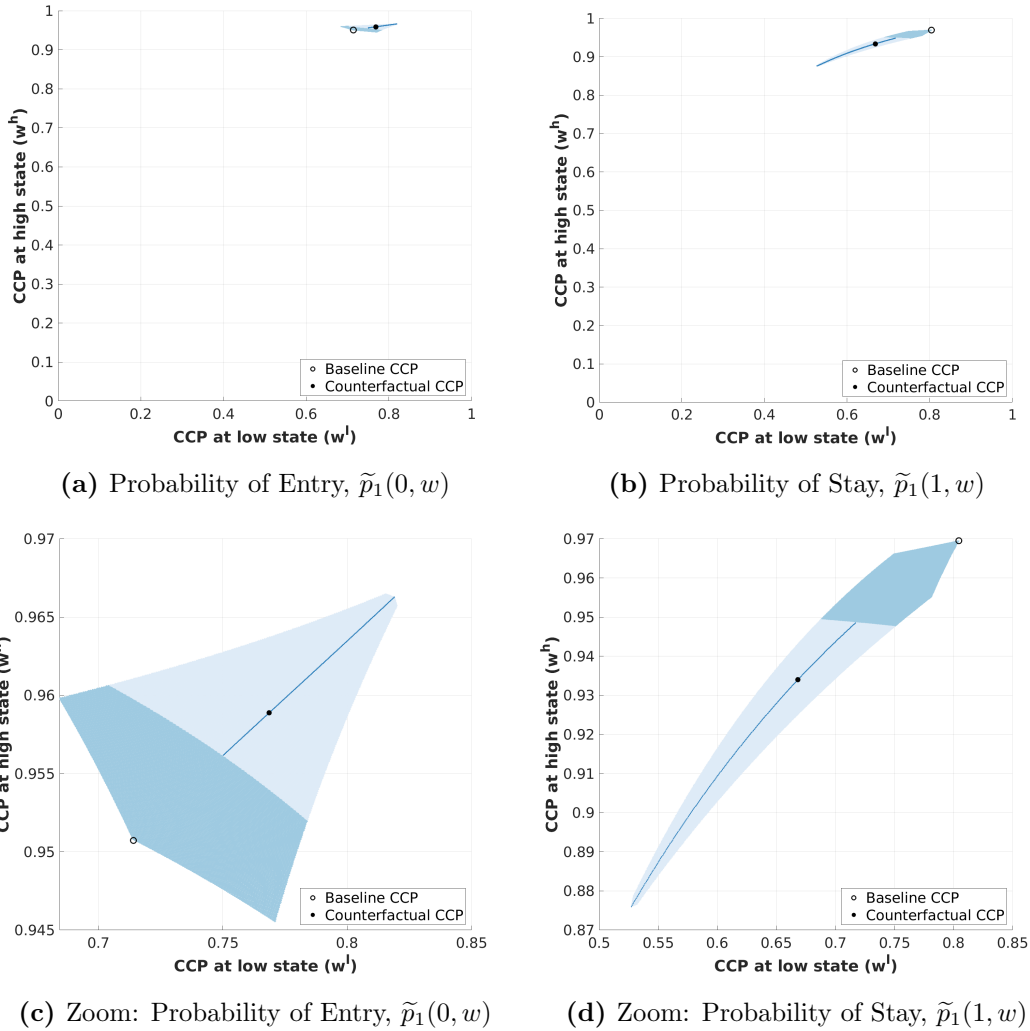 1
0.9
0.8
0.7
0.6
0.5
0.4
0.3
0.2
0.1
0
0 0.2 0.4 0.6 0.8 1
CCP at high state (w^h)
CCP at low state (w^l)
Baseline CCP
Counterfactual CCP
(a) Probability of Entry, p̃₁(0, w)
1
0.9
0.8
0.7
0.6
0.5
0.4
0.3
0.2
0.1
0
0 0.2 0.4 0.6 0.8 1
CCP at high state (w^h)
CCP at low state (w^l)
Baseline CCP
Counterfactual CCP
(b) Probability of Stay, p̃₁(1, w)
0.97
0.965
0.96
0.955
0.95
0.945
0.7 0.75 0.8 0.85
CCP at high state (w
CCP at low state (w^l)
Baseline CCP
Counterfactual CCP
(c) Zoom: Probability of Entry, p̃₁(0, w)
0.97
0.96
0.95
0.94
0.93
0.92
0.91
0.9
0.89
0.88
0.87
0.5 0.55 0.6 0.65 0.7 0.75 0.8 0.85
CCP at high state (w^h)
CCP at low state (w^l)
Baseline CCP
Counterfactual CCP
(d) Zoom: Probability of Stay, p̃₁(1, w)